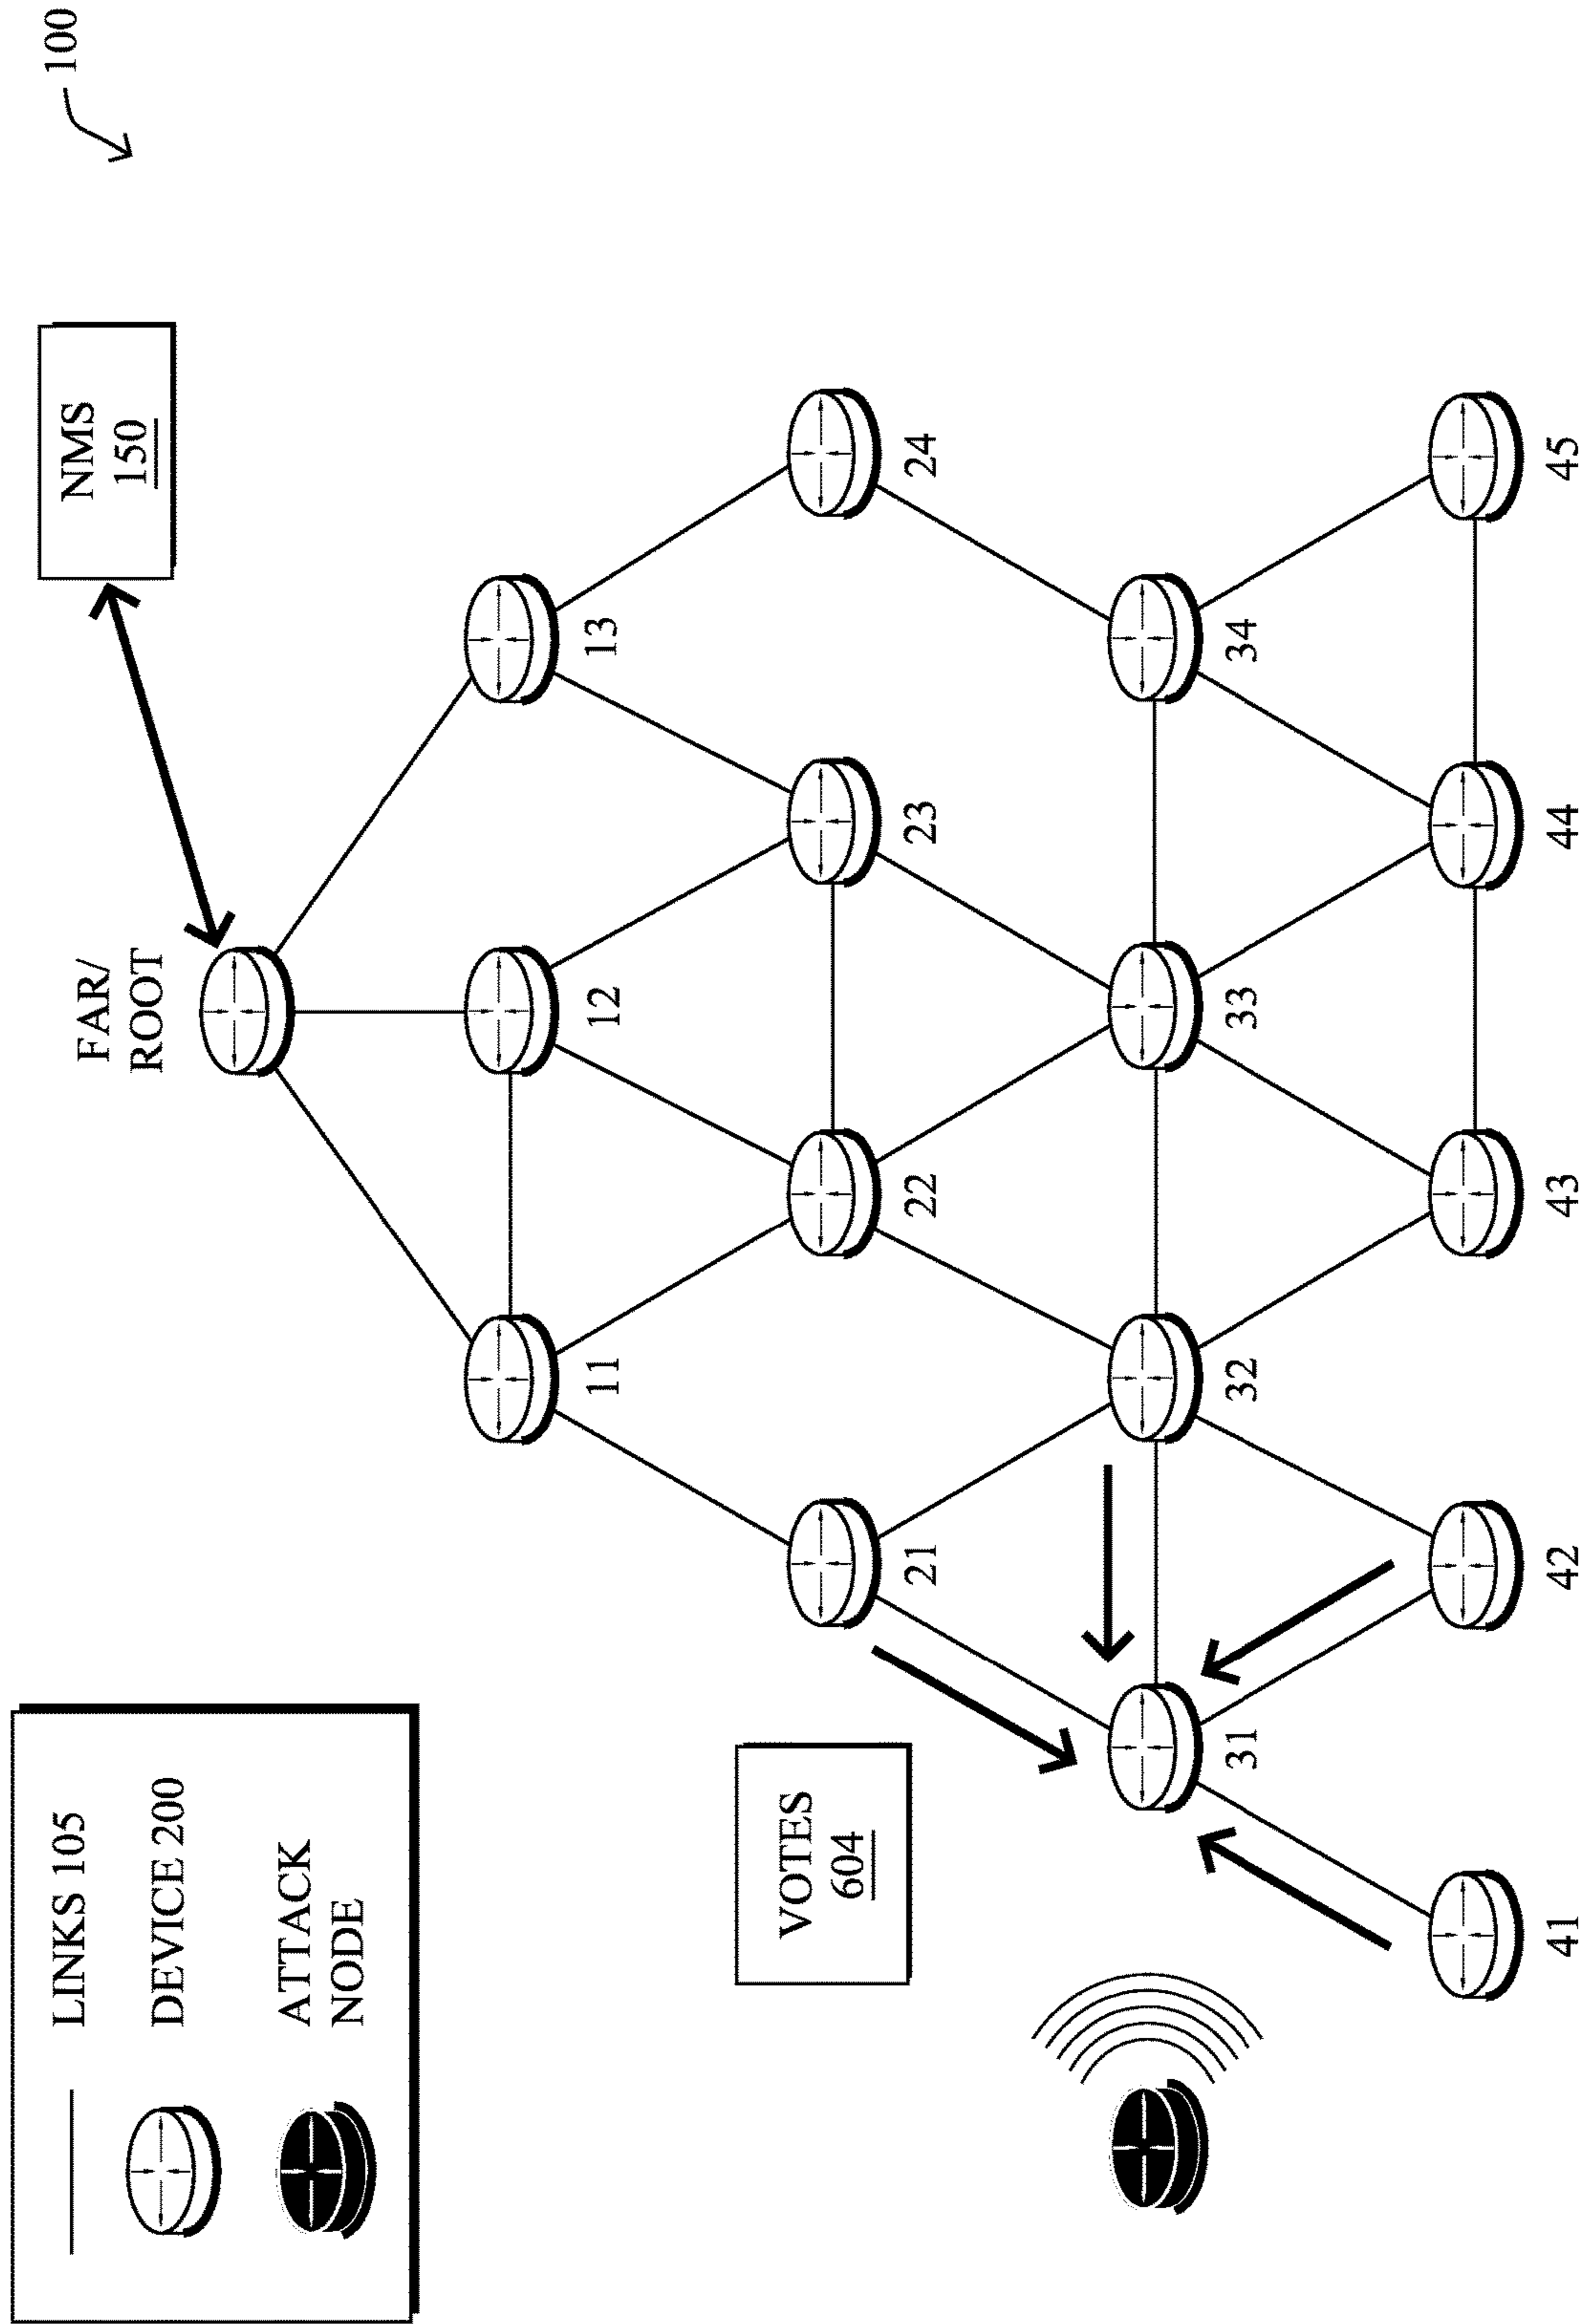 LINKS 105
DEVICE 200
ATTACK
NODE
FAR/
ROOT
NMS
150
100
11
12
13
21
22
23
24
VOTES
604
31
32
33
34
41
42
43
44
45